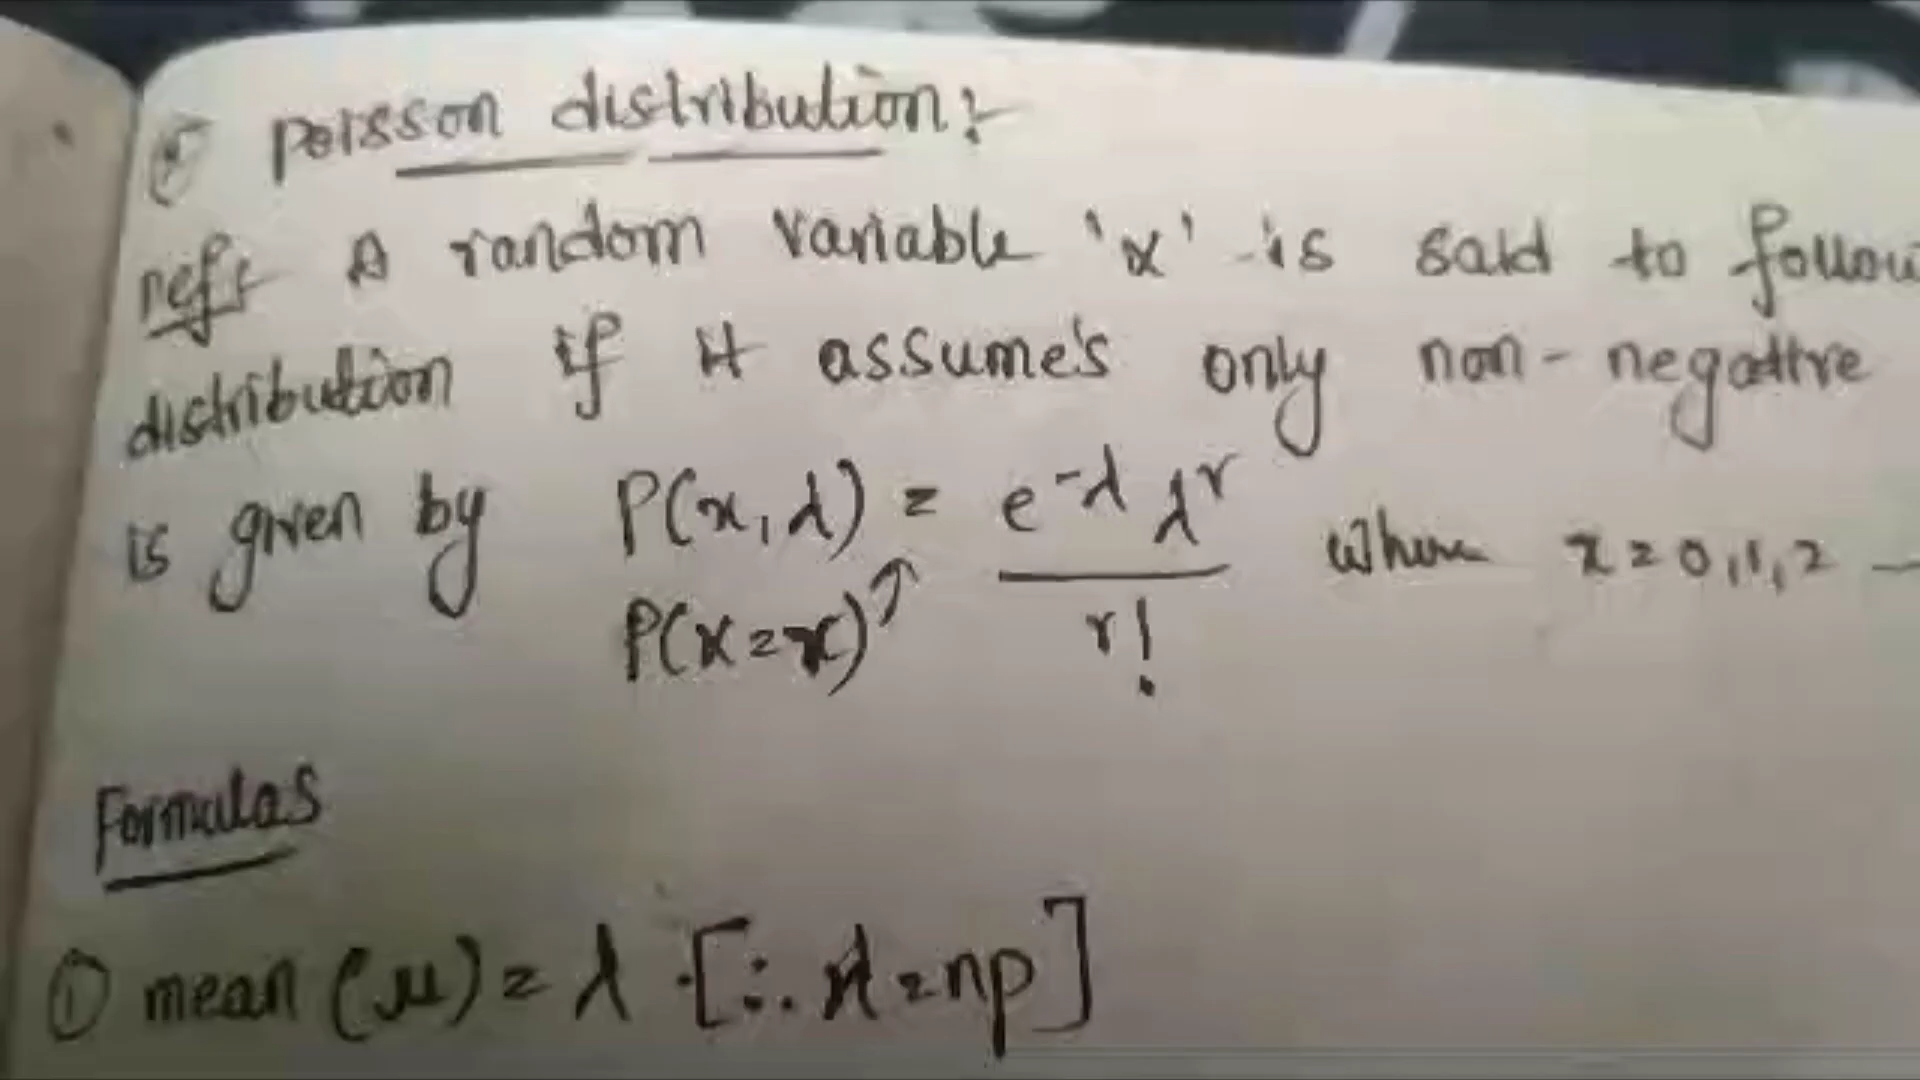 Poisson distribution:-
Def:- A random variable 'x' is said to follow
distribution if it assume's only non-negative
is given by P(x,λ) = e^-λ λ^r / r! where x=0,1,2 -
P(x=x)↗
Formulas
① mean (μ) = λ [∴ λ=np]